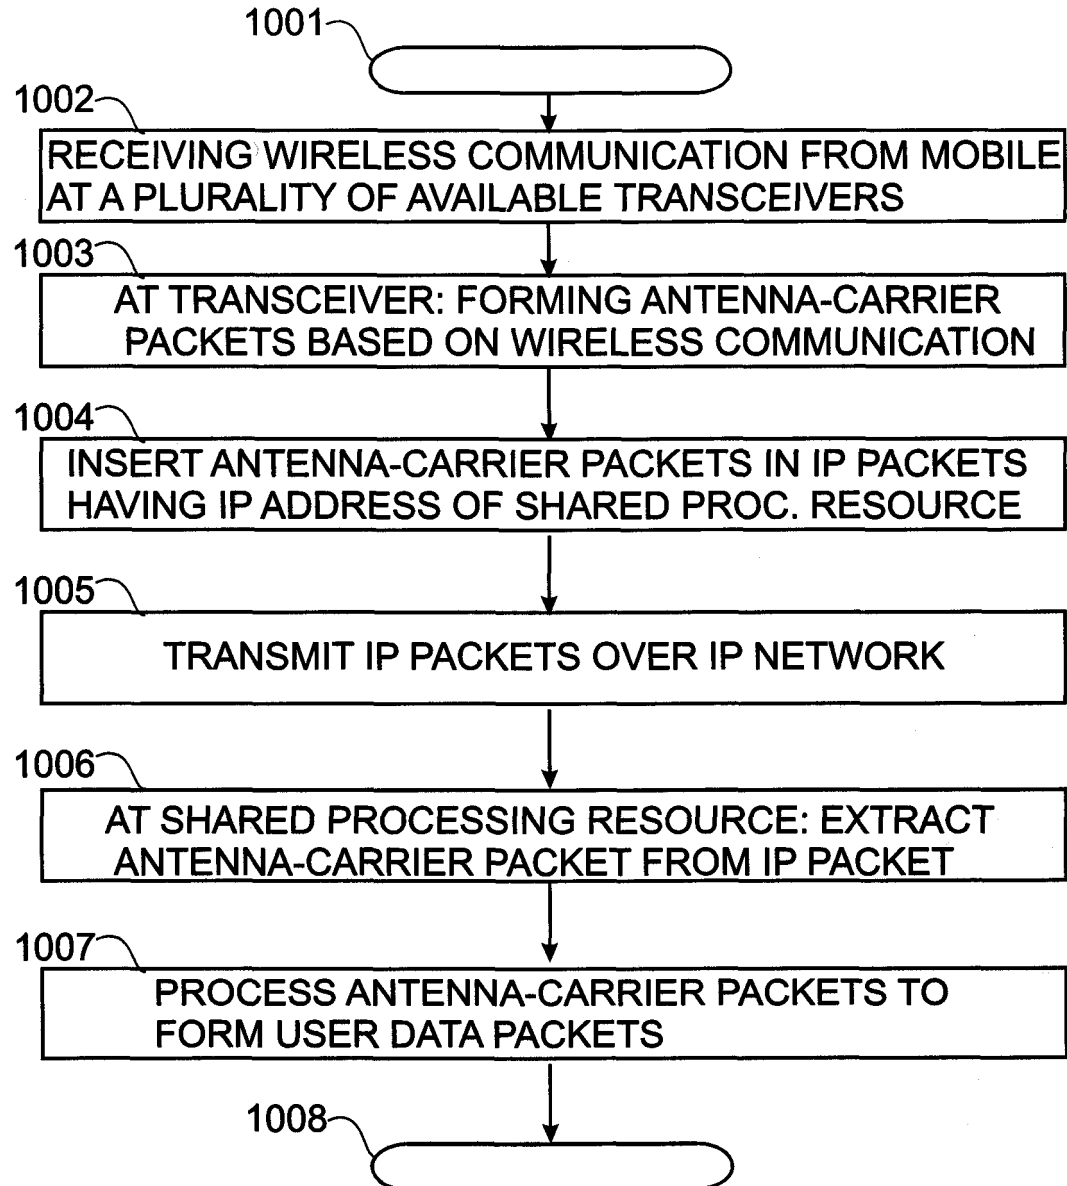 1001
1002
RECEIVING WIRELESS COMMUNICATION FROM MOBILE
AT A PLURALITY OF AVAILABLE TRANSCEIVERS
1003
AT TRANSCEIVER: FORMING ANTENNA-CARRIER
PACKETS BASED ON WIRELESS COMMUNICATION
1004
INSERT ANTENNA-CARRIER PACKETS IN IP PACKETS
HAVING IP ADDRESS OF SHARED PROC. RESOURCE
1005
TRANSMIT IP PACKETS OVER IP NETWORK
1006
AT SHARED PROCESSING RESOURCE: EXTRACT
ANTENNA-CARRIER PACKET FROM IP PACKET
1007
PROCESS ANTENNA-CARRIER PACKETS TO
FORM USER DATA PACKETS
1008